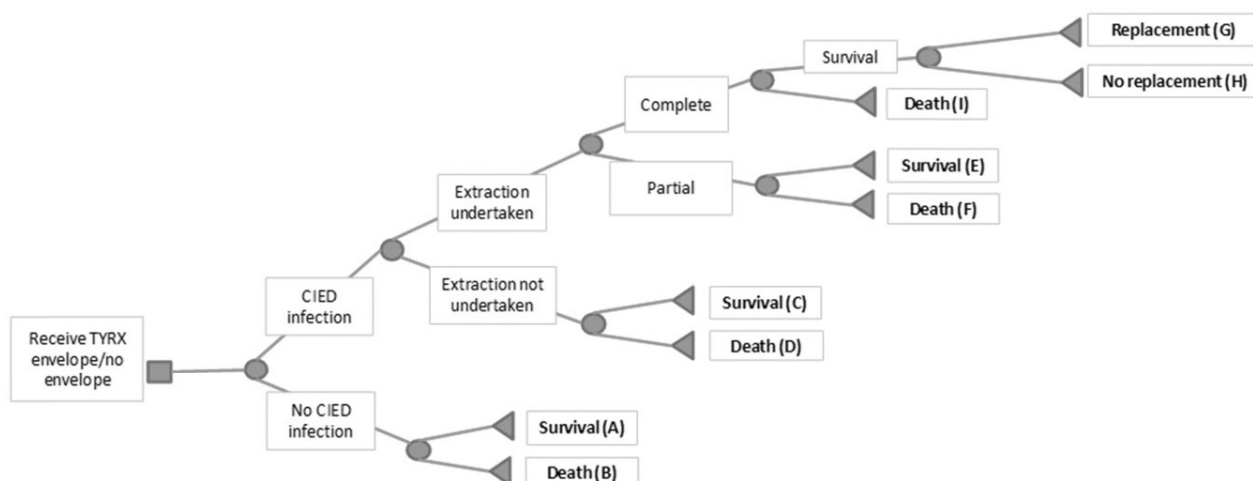 Replacement (G)
Survival
No replacement (H)
Complete
Death (I)
Survival (E)
Partial
Death (F)
Extraction
undertaken
Extraction not
undertaken
Survival (C)
Death (D)
CIED
infection
Receive TYRX
envelope/no
envelope
No CIED
infection
Survival (A)
Death (B)